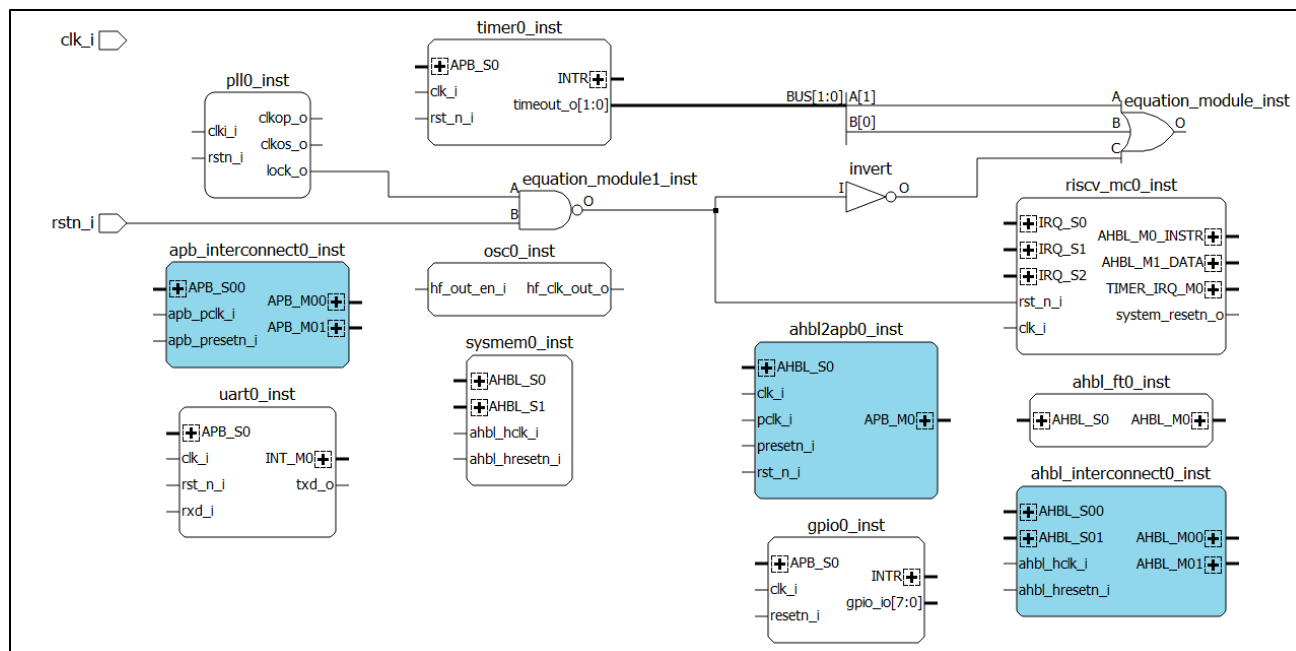 clk_i
timer0_inst
APB_S0
INTR
clk_i
timeout_o[1:0]
rst_n_i
BUS[1:0]
A[1]
B[0]
A
B
C
O
equation_module_inst
pll0_inst
clkop_o
clki_i
clkos_o
rstn_i
lock_o
equation_module1_inst
A
B
O
invert
I
O
rstn_i
riscv_mc0_inst
IRQ_S0
AHBL_M0_INSTR
IRQ_S1
AHBL_M1_DATA
IRQ_S2
TIMER_IRQ_M0
rst_n_i
system_resetn_o
clk_i
apb_interconnect0_inst
APB_S00
APB_M00
apb_pclk_i
APB_M01
apb_presetn_i
osc0_inst
hf_out_en_i
hf_clk_out_o
sysmem0_inst
AHBL_S0
AHBL_S1
ahbl_hclk_i
ahbl_hresetn_i
ahbl2apb0_inst
AHBL_S0
clk_i
pclk_i
APB_M0
presetn_i
rst_n_i
ahbl_ft0_inst
AHBL_S0
AHBL_M0
uart0_inst
APB_S0
clk_i
INT_M0
rst_n_i
txd_o
rxd_i
ahbl_interconnect0_inst
AHBL_S00
AHBL_S01
AHBL_M00
ahbl_hclk_i
AHBL_M01
ahbl_hresetn_i
gpio0_inst
APB_S0
INTR
clk_i
gpio_io[7:0]
resetn_i